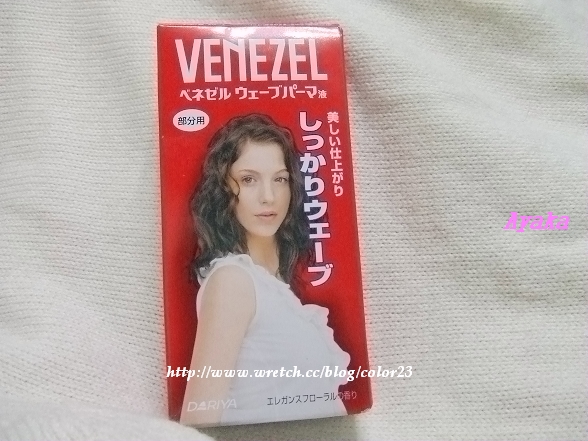 VENEZEL
ベネゼル ウェーブパーマ液
部分用
美しい仕上がり
しっかりウェーブ
Ayaka
http://www.wretch.cc/blog/color23
DARIYA
エレガンスフローラルの香り